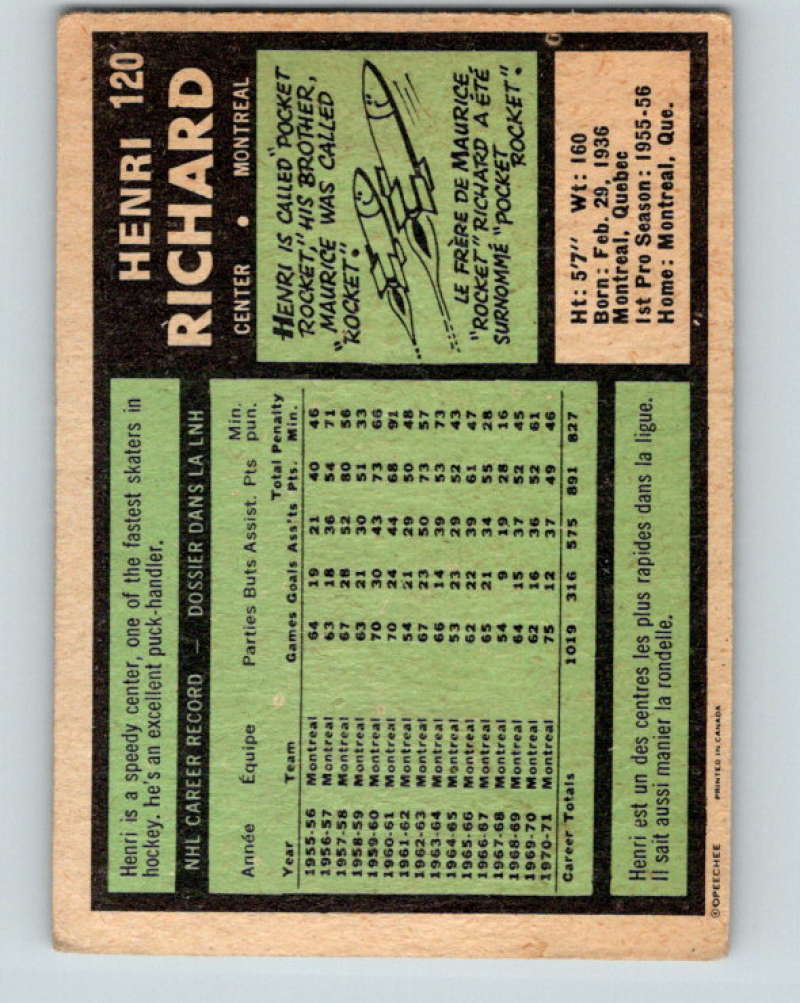 HENRI 120
RICHARD
CENTER • MONTREAL
HENRI IS CALLED "POCKET
ROCKET," HIS BROTHER,
MAURICE WAS CALLED
"ROCKET".
LE FRÈRE DE MAURICE
"ROCKET" RICHARD A ÉTÉ
SURNOMMÉ "POCKET
ROCKET".
Ht: 5'7" Wt: 160
Born: Feb. 29, 1936
Montreal, Quebec
1st Pro Season: 1955-56
Home: Montreal, Que.
Henri is a speedy center, one of the fastest skaters in
hockey. he's an excellent puck-handler.
NHL CAREER RECORD — DOSSIER DANS LA LNH
Année Équipe Parties Buts Assist. Pts Min. pun.
Year Team Games Goals Ass'ts Total Pts. Penalty Min.
1955-56 Montreal 64 19 21 40 46
1956-57 Montreal 63 18 36 54 71
1957-58 Montreal 67 28 52 80 56
1958-59 Montreal 63 21 30 51 33
1959-60 Montreal 70 30 43 73 66
1960-61 Montreal 70 24 44 68 91
1961-62 Montreal 54 21 29 50 48
1962-63 Montreal 67 23 50 73 57
1963-64 Montreal 66 14 39 53 73
1964-65 Montreal 53 23 29 52 43
1965-66 Montreal 62 22 39 61 47
1966-67 Montreal 65 21 34 55 28
1967-68 Montreal 54 9 19 28 16
1968-69 Montreal 64 15 37 52 45
1969-70 Montreal 62 16 36 52 61
1970-71 Montreal 75 12 37 49 46
Career Totals 1019 316 575 891 827
Henri est un des centres les plus rapides dans la ligue.
Il sait aussi manier la rondelle.
©OPEECHEE PRINTED IN CANADA